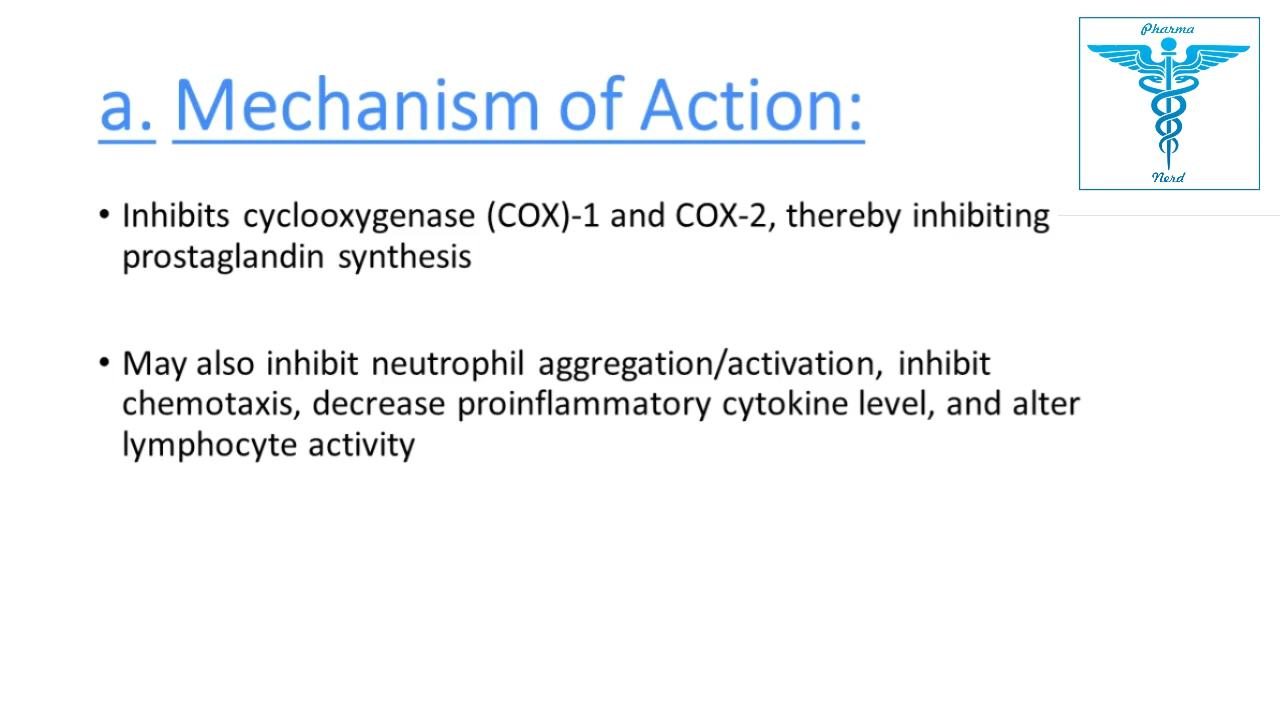 Pharma
Nerd
a. Mechanism of Action:
• Inhibits cyclooxygenase (COX)-1 and COX-2, thereby inhibiting
prostaglandin synthesis
• May also inhibit neutrophil aggregation/activation, inhibit
chemotaxis, decrease proinflammatory cytokine level, and alter
lymphocyte activity